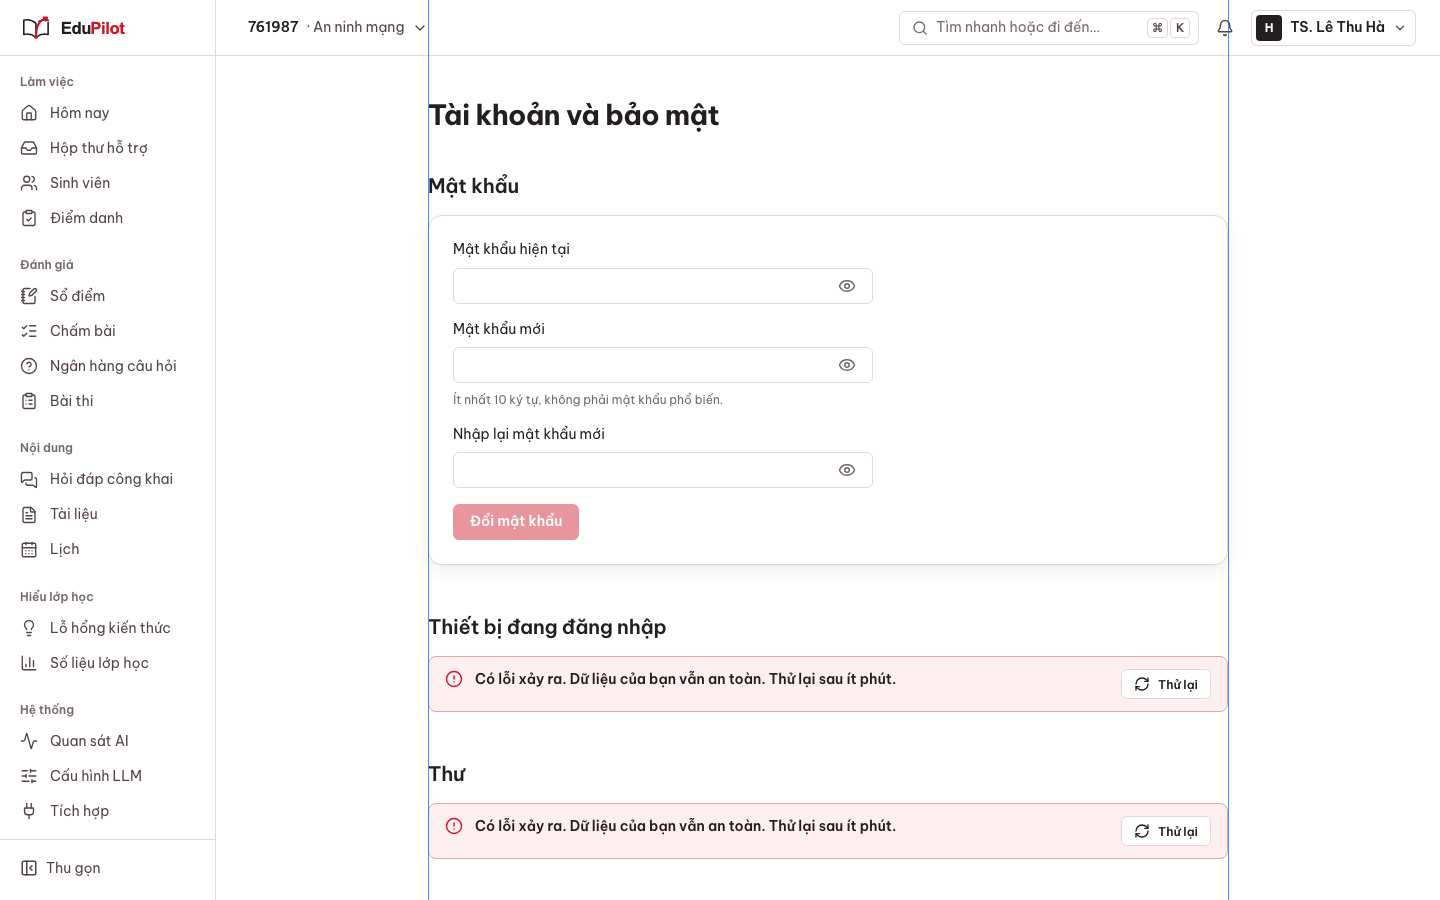 EduPilot
761987 · An ninh mạng
Tìm nhanh hoặc đi đến...
⌘ K
H
TS. Lê Thu Hà
Làm việc
Hôm nay
Hộp thư hỗ trợ
Sinh viên
Điểm danh
Đánh giá
Sổ điểm
Chấm bài
Ngân hàng câu hỏi
Bài thi
Nội dung
Hỏi đáp công khai
Tài liệu
Lịch
Hiểu lớp học
Lỗ hổng kiến thức
Số liệu lớp học
Hệ thống
Quan sát AI
Cấu hình LLM
Tích hợp
Thu gọn
Tài khoản và bảo mật
Mật khẩu
Mật khẩu hiện tại
Mật khẩu mới
Ít nhất 10 ký tự, không phải mật khẩu phổ biến.
Nhập lại mật khẩu mới
Đổi mật khẩu
Thiết bị đang đăng nhập
Có lỗi xảy ra. Dữ liệu của bạn vẫn an toàn. Thử lại sau ít phút.
Thử lại
Thư
Có lỗi xảy ra. Dữ liệu của bạn vẫn an toàn. Thử lại sau ít phút.
Thử lại